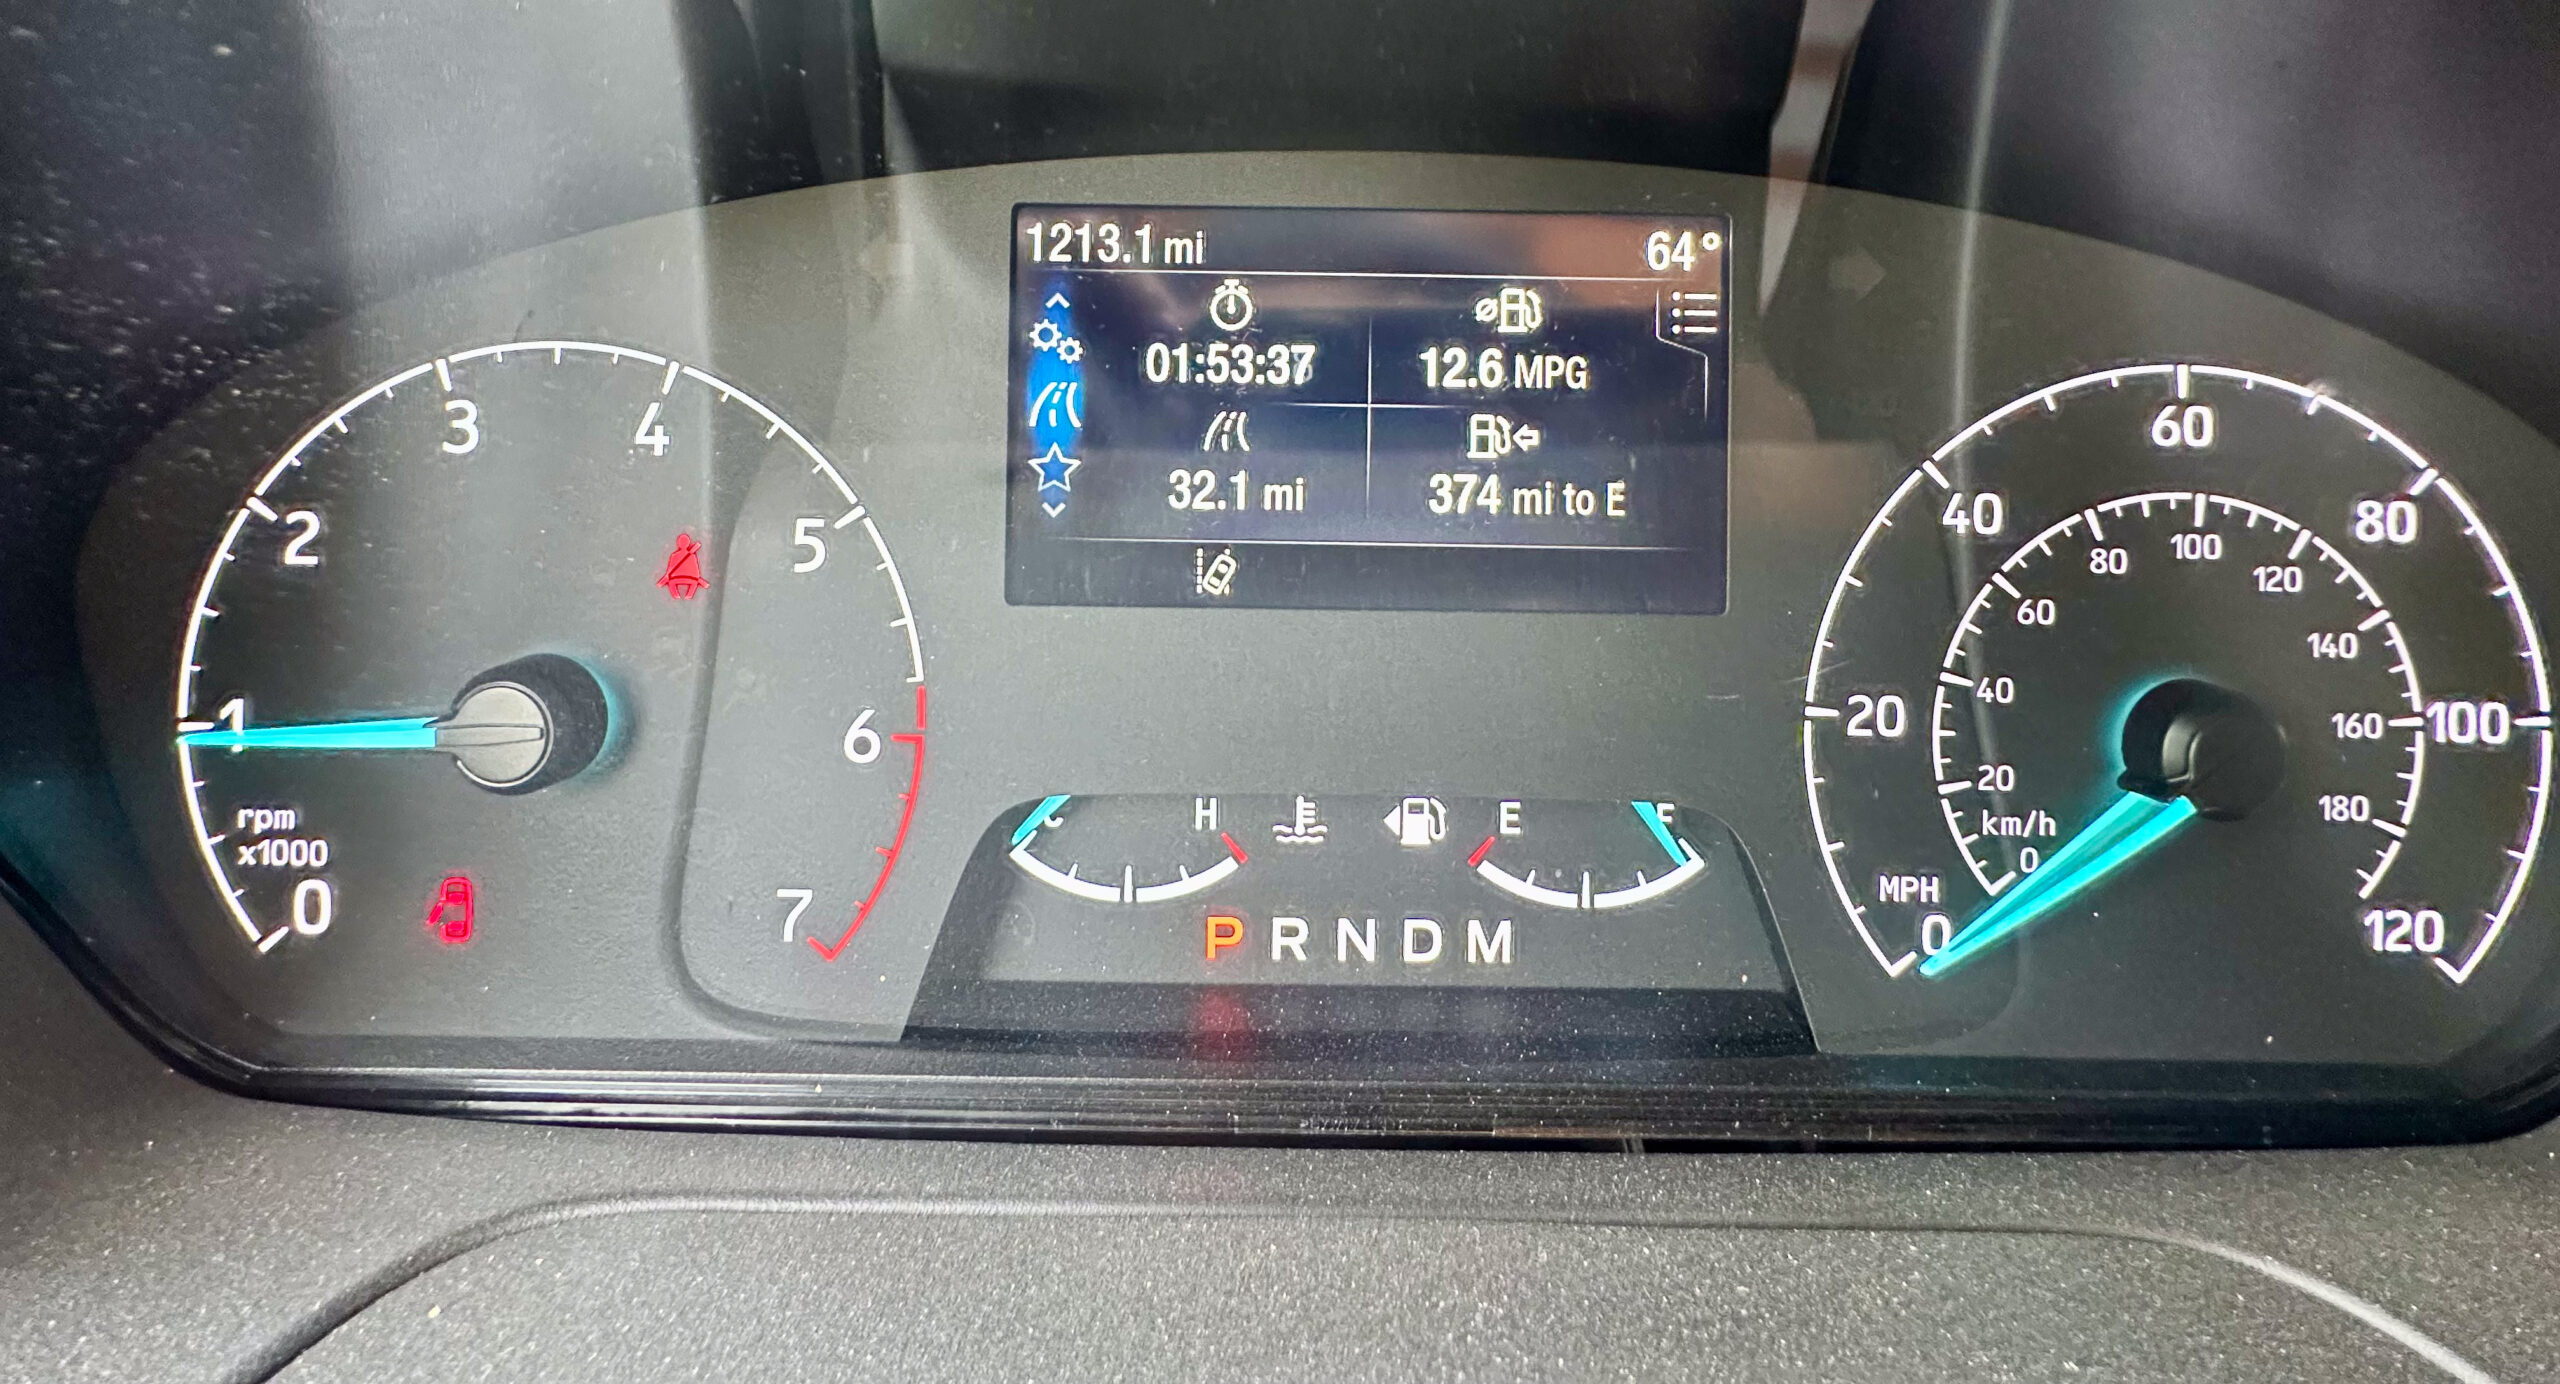 1213.1 mi 64°
01:53:37 12.6 MPG
32.1 mi 374 mi to E
0 1 2 3 4 5 6 7
rpm
x1000
C H E F
P R N D M
0 20 40 60 80 100 120
MPH
0 20 40 60 80 100 120 140 160 180
km/h